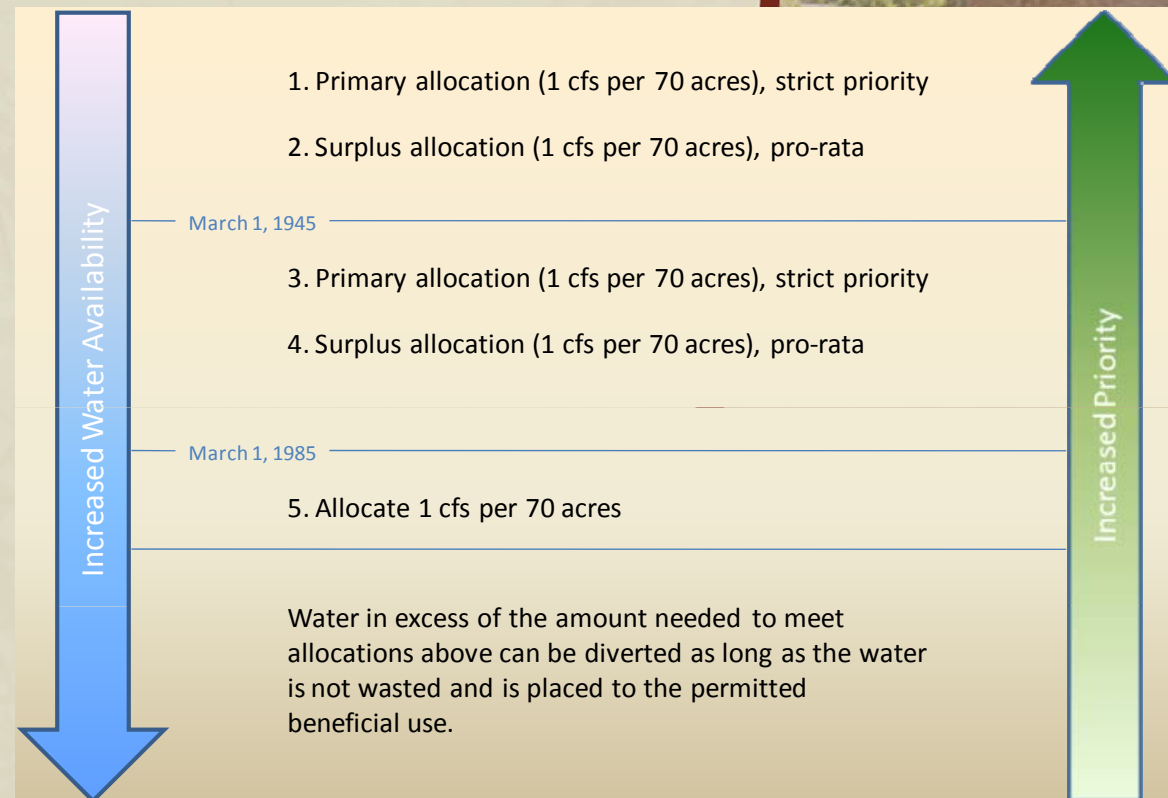 1. Primary allocation (1 cfs per 70 acres), strict priority
2. Surplus allocation (1 cfs per 70 acres), pro-rata
March 1, 1945
3. Primary allocation (1 cfs per 70 acres), strict priority
4. Surplus allocation (1 cfs per 70 acres), pro-rata
March 1, 1985
5. Allocate 1 cfs per 70 acres
Water in excess of the amount needed to meet
allocations above can be diverted as long as the water
is not wasted and is placed to the permitted
beneficial use.
Increased Water Availability
Increased Priority